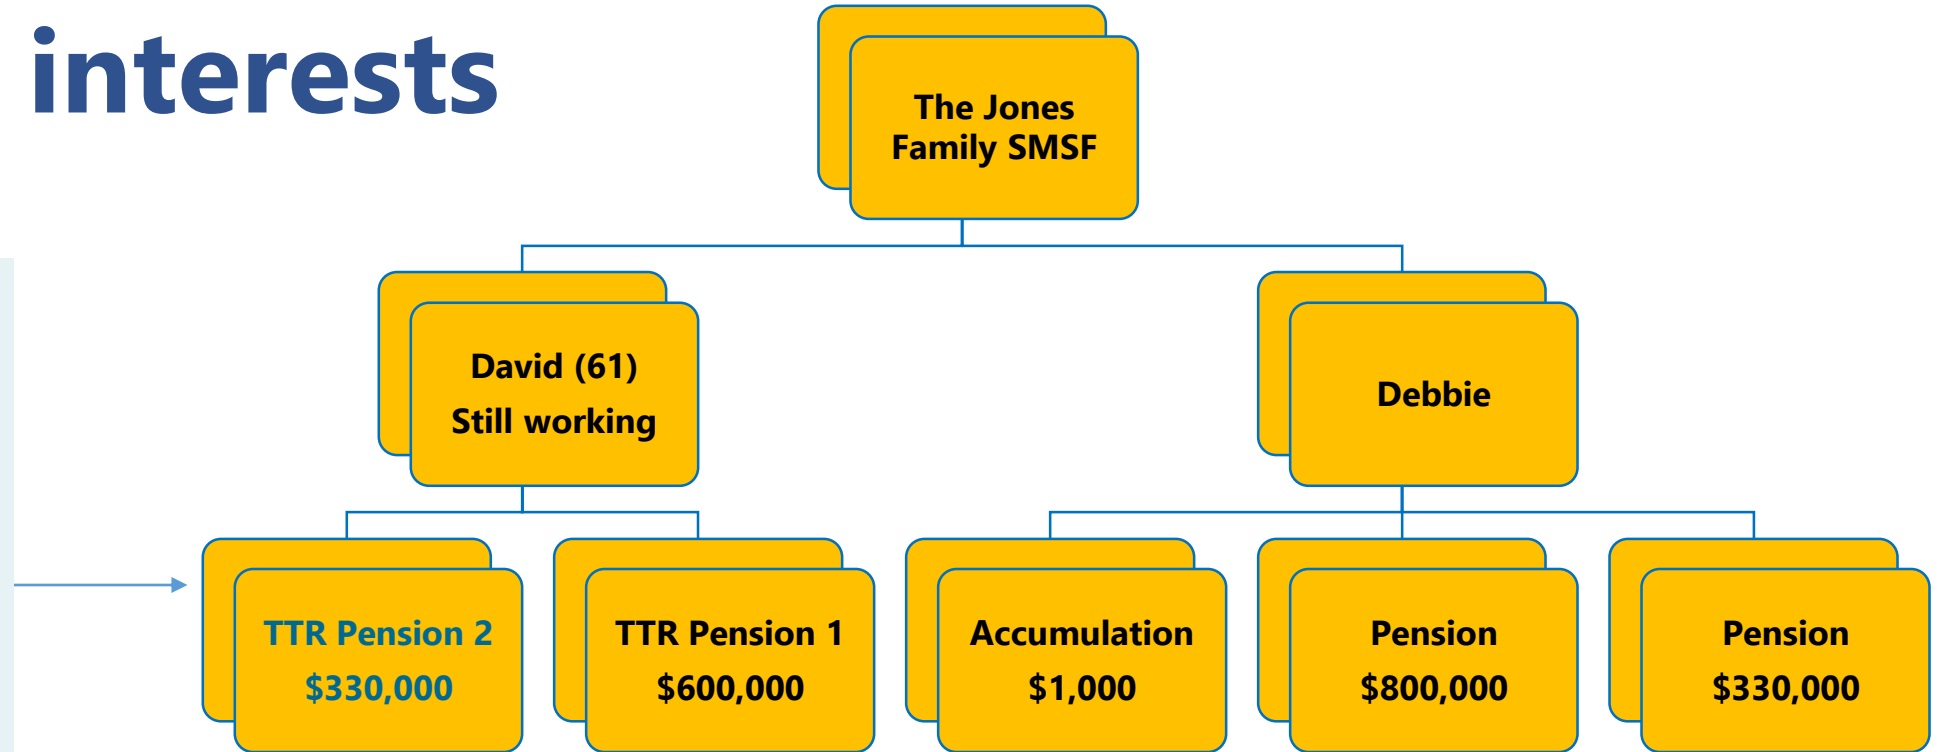 interests
The Jones
Family SMSF
David (61)
Still working
Debbie
TTR Pension 2
$330,000
TTR Pension 1
$600,000
Accumulation
$1,000
Pension
$800,000
Pension
$330,000